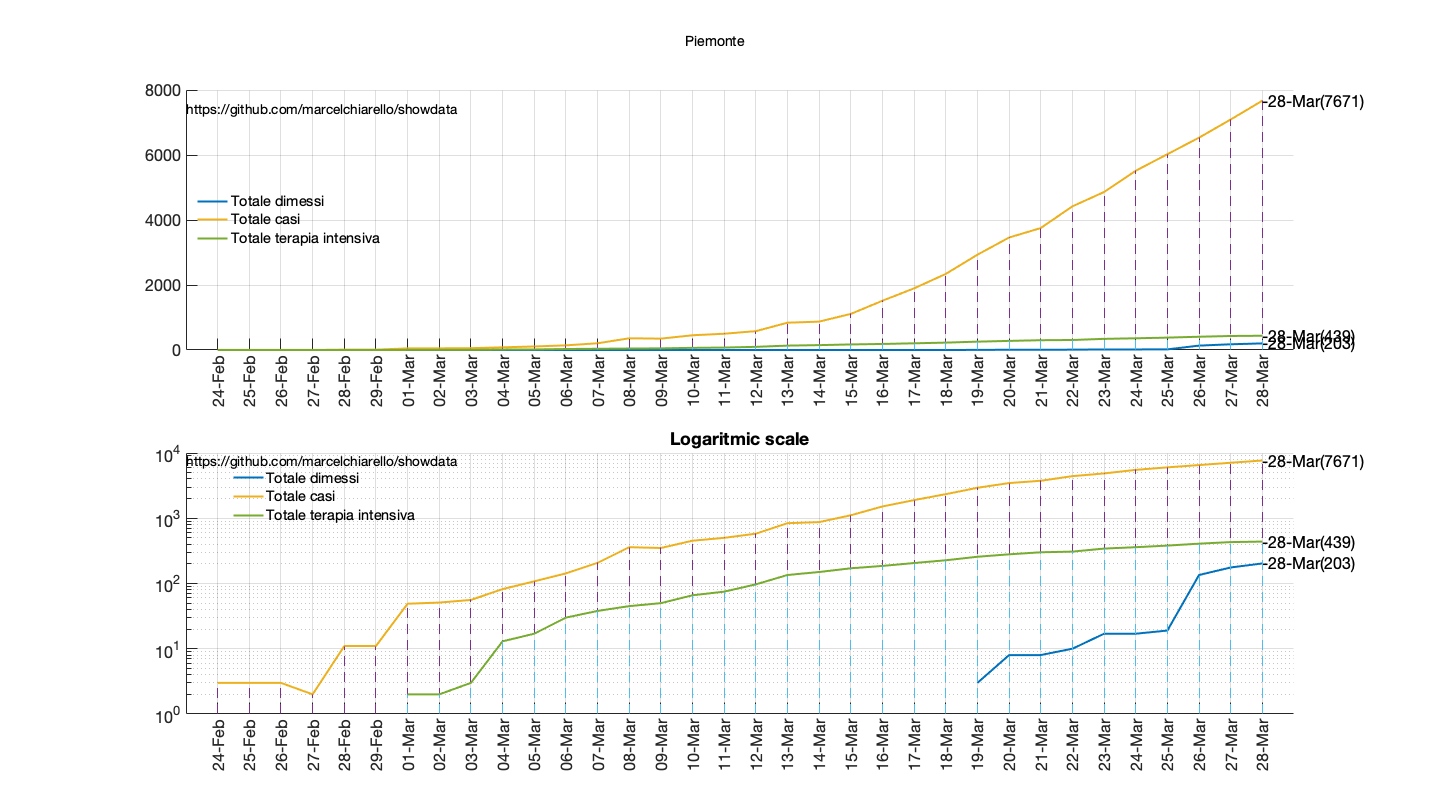 Piemonte
8000
https://github.com/marcelchiarello/showdata
-28-Mar(7671)
6000
Totale dimessi
4000
Totale casi
Totale terapia intensiva
2000
-28-Mar(439)
-28-Mar(203)
0
24-Feb
25-Feb
26-Feb
27-Feb
28-Feb
29-Feb
01-Mar
02-Mar
03-Mar
04-Mar
05-Mar
06-Mar
07-Mar
08-Mar
09-Mar
10-Mar
11-Mar
12-Mar
13-Mar
14-Mar
15-Mar
16-Mar
17-Mar
18-Mar
19-Mar
20-Mar
21-Mar
22-Mar
23-Mar
24-Mar
25-Mar
26-Mar
27-Mar
28-Mar
Logaritmic scale
10^4
https://github.com/marcelchiarello/showdata
-28-Mar(7671)
Totale dimessi
Totale casi
Totale terapia intensiva
10^3
-28-Mar(439)
-28-Mar(203)
10^2
10^1
10^0
24-Feb
25-Feb
26-Feb
27-Feb
28-Feb
29-Feb
01-Mar
02-Mar
03-Mar
04-Mar
05-Mar
06-Mar
07-Mar
08-Mar
09-Mar
10-Mar
11-Mar
12-Mar
13-Mar
14-Mar
15-Mar
16-Mar
17-Mar
18-Mar
19-Mar
20-Mar
21-Mar
22-Mar
23-Mar
24-Mar
25-Mar
26-Mar
27-Mar
28-Mar